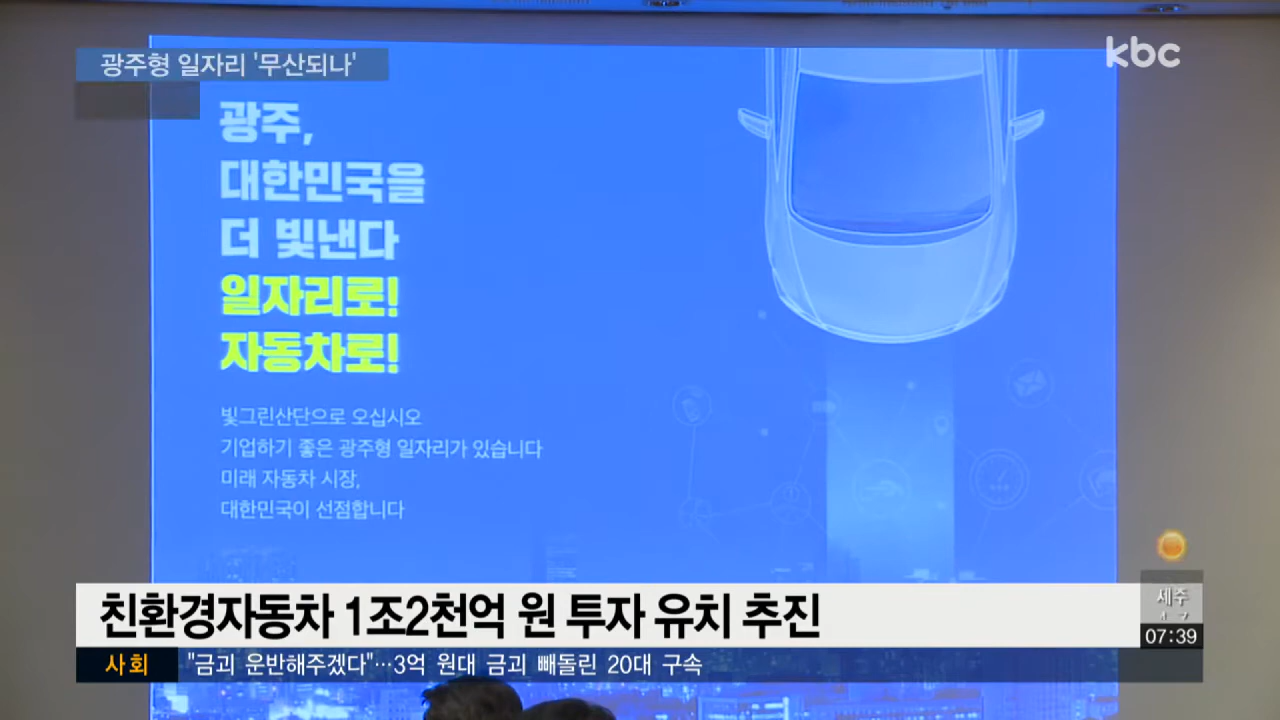 광주형 일자리 '무산되나'
kbc
광주,
대한민국을
더 빛낸다
일자리로!
자동차로!
빛그린산단으로 오십시오
기업하기 좋은 광주형 일자리가 있습니다
미래 자동차 시장,
대한민국이 선점합니다
친환경자동차 1조2천억 원 투자 유치 추진
07:39
사회 "금괴 운반해주겠다"…3억 원대 금괴 빼돌린 20대 구속